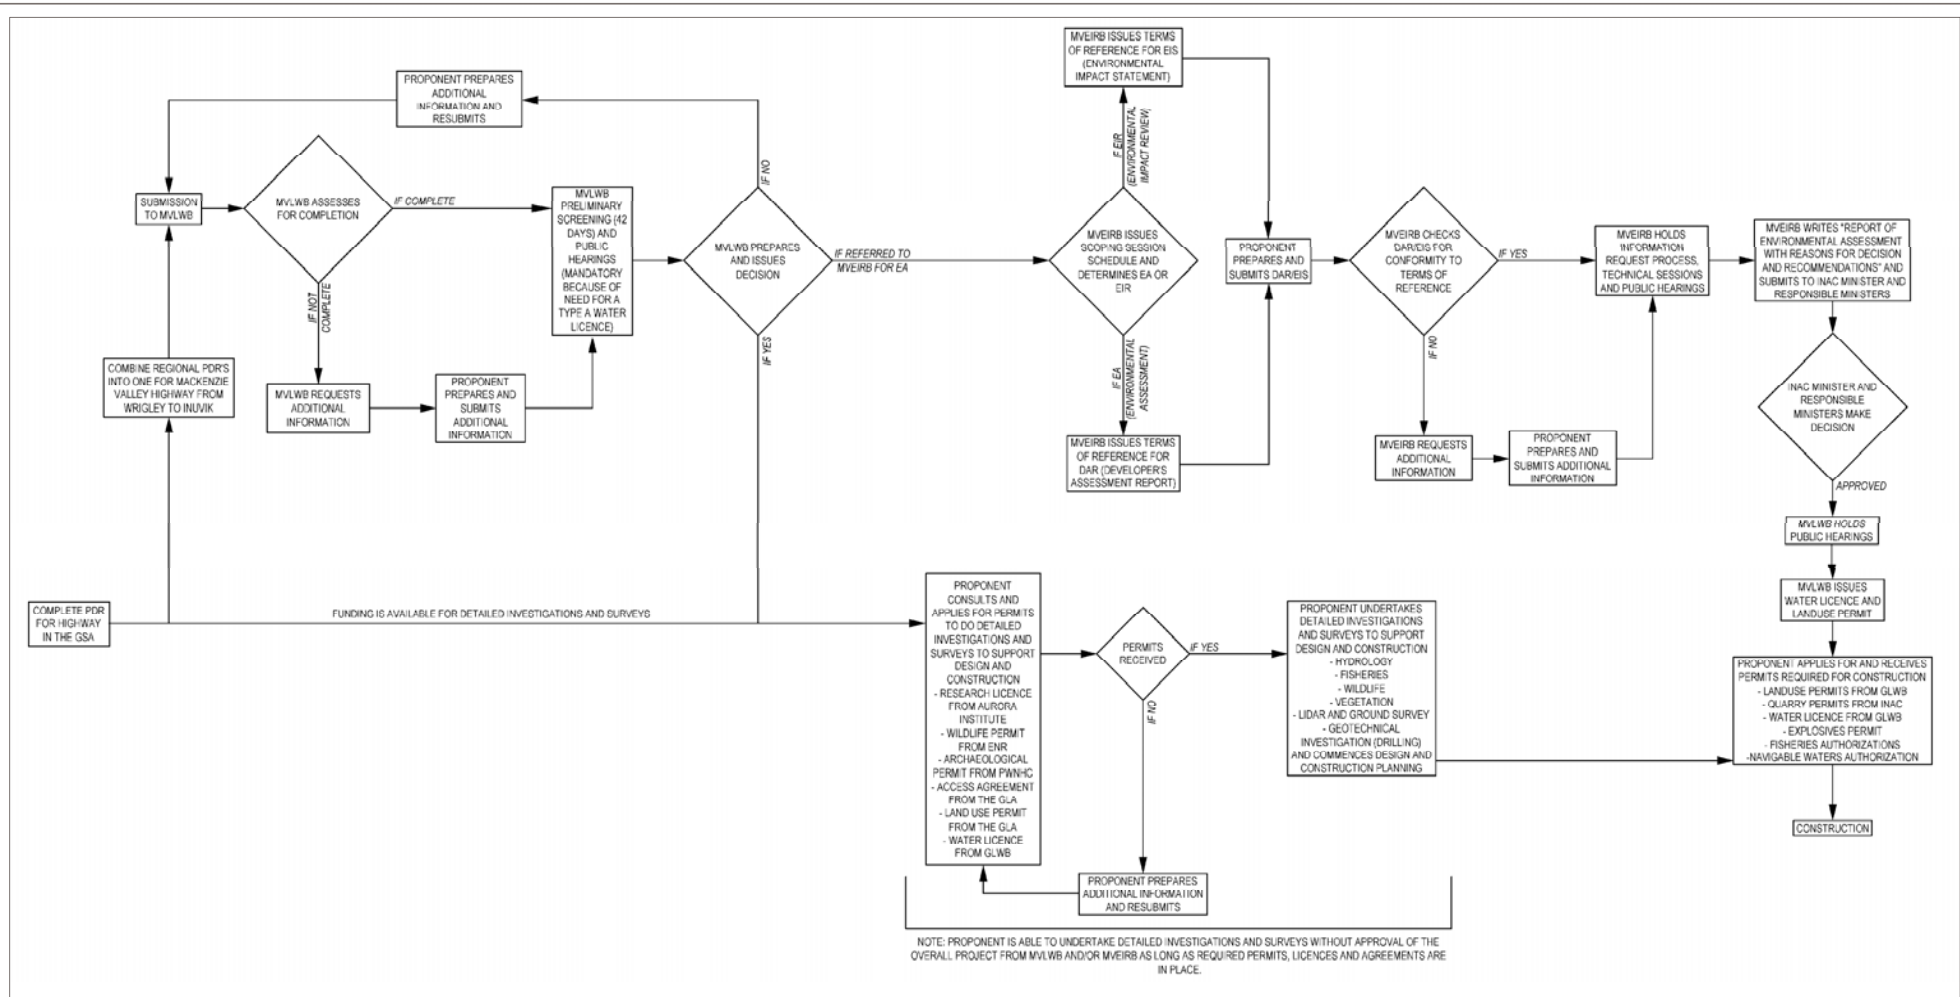 PROPONENT PREPARES
ADDITIONAL
INFORMATION AND
RESUBMITS
SUBMISSION
TO MVLWB
MVLWB ASSESSES
FOR COMPLETION
IF COMPLETE
IF NOT
COMPLETE
MVLWB
PRELIMINARY
SCREENING (42
DAYS) AND
PUBLIC
HEARINGS
(MANDATORY
BECAUSE OF
NEED FOR A
TYPE A WATER
LICENCE)
COMBINE REGIONAL PDR'S
INTO ONE FOR MACKENZIE
VALLEY HIGHWAY FROM
WRIGLEY TO INUVIK
MVLWB REQUESTS
ADDITIONAL
INFORMATION
PROPONENT
PREPARES AND
SUBMITS
ADDITIONAL
INFORMATION
IF NO
MVLWB PREPARES
AND ISSUES
DECISION
IF YES
IF REFERRED TO
MVEIRB FOR EA
MVEIRB ISSUES TERMS
OF REFERENCE FOR EIS
(ENVIRONMENTAL
IMPACT STATEMENT)
IF EIR
(ENVIRONMENTAL
IMPACT REVIEW)
MVEIRB ISSUES
SCOPING SESSION
SCHEDULE AND
DETERMINES EA OR
EIR
IF EA
(ENVIRONMENTAL
ASSESSMENT)
MVEIRB ISSUES TERMS
OF REFERENCE FOR
DAR (DEVELOPER'S
ASSESSMENT REPORT)
PROPONENT
PREPARES AND
SUBMITS DAR/EIS
MVEIRB CHECKS
DAR/EIS FOR
CONFORMITY TO
TERMS OF
REFERENCE
IF YES
IF NO
MVEIRB REQUESTS
ADDITIONAL
INFORMATION
PROPONENT
PREPARES AND
SUBMITS ADDITIONAL
INFORMATION
MVEIRB HOLDS
INFORMATION
REQUEST PROCESS,
TECHNICAL SESSIONS
AND PUBLIC HEARINGS
MVEIRB WRITES "REPORT OF
ENVIRONMENTAL ASSESSMENT
WITH REASONS FOR DECISION
AND RECOMMENDATIONS" AND
SUBMITS TO INAC MINISTER AND
RESPONSIBLE MINISTERS
INAC MINISTER AND
RESPONSIBLE
MINISTERS MAKE
DECISION
APPROVED
MVLWB HOLDS
PUBLIC HEARINGS
MVLWB ISSUES
WATER LICENCE AND
LANDUSE PERMIT
COMPLETE PDR
FOR HIGHWAY
IN THE GSA
FUNDING IS AVAILABLE FOR DETAILED INVESTIGATIONS AND SURVEYS
PROPONENT
CONSULTS AND
APPLIES FOR PERMITS
TO DO DETAILED
INVESTIGATIONS AND
SURVEYS TO SUPPORT
DESIGN AND
CONSTRUCTION
- RESEARCH LICENCE
FROM AURORA
INSTITUTE
- WILDLIFE PERMIT
FROM ENR
- ARCHAEOLOGICAL
PERMIT FROM PWNHC
- ACCESS AGREEMENT
FROM THE GLA
- LAND USE PERMIT
FROM THE GLA
- WATER LICENCE
FROM GLWB
PERMITS
RECEIVED
IF YES
IF NO
PROPONENT PREPARES
ADDITIONAL INFORMATION
AND RESUBMITS
PROPONENT UNDERTAKES
DETAILED INVESTIGATIONS
AND SURVEYS TO SUPPORT
DESIGN AND CONSTRUCTION
- HYDROLOGY
- FISHERIES
- WILDLIFE
- VEGETATION
- LIDAR AND GROUND SURVEY
- GEOTECHNICAL
INVESTIGATION (DRILLING)
AND COMMENCES DESIGN AND
CONSTRUCTION PLANNING
PROPONENT APPLIES FOR AND RECEIVES
PERMITS REQUIRED FOR CONSTRUCTION
- LANDUSE PERMITS FROM GLWB
- QUARRY PERMITS FROM INAC
- WATER LICENCE FROM GLWB
- EXPLOSIVES PERMIT
- FISHERIES AUTHORIZATIONS
-NAVIGABLE WATERS AUTHORIZATION
CONSTRUCTION
NOTE: PROPONENT IS ABLE TO UNDERTAKE DETAILED INVESTIGATIONS AND SURVEYS WITHOUT APPROVAL OF THE
OVERALL PROJECT FROM MVLWB AND/OR MVEIRB AS LONG AS REQUIRED PERMITS, LICENCES AND AGREEMENTS ARE
IN PLACE.